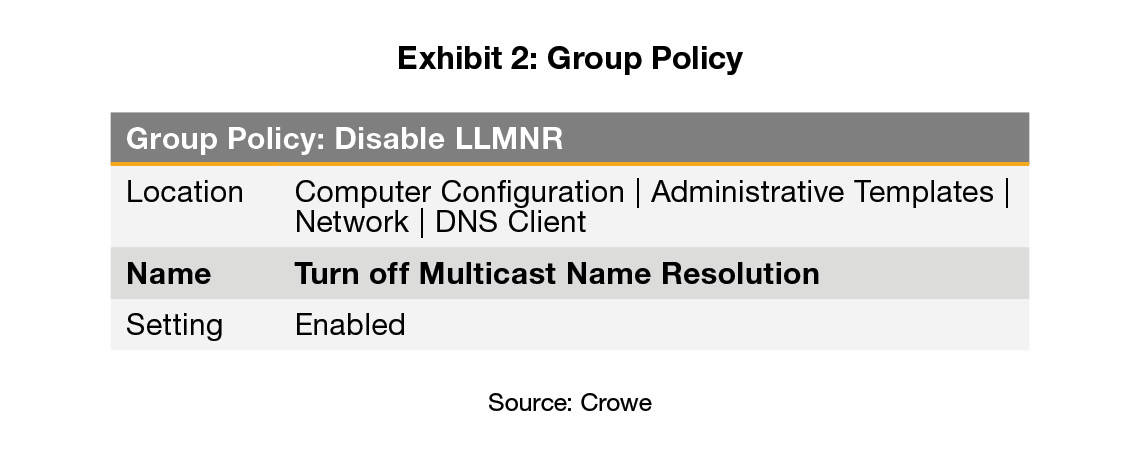 Exhibit 2: Group Policy
Group Policy: Disable LLMNR
Location Computer Configuration | Administrative Templates |
Network | DNS Client
Name Turn off Multicast Name Resolution
Setting Enabled
Source: Crowe